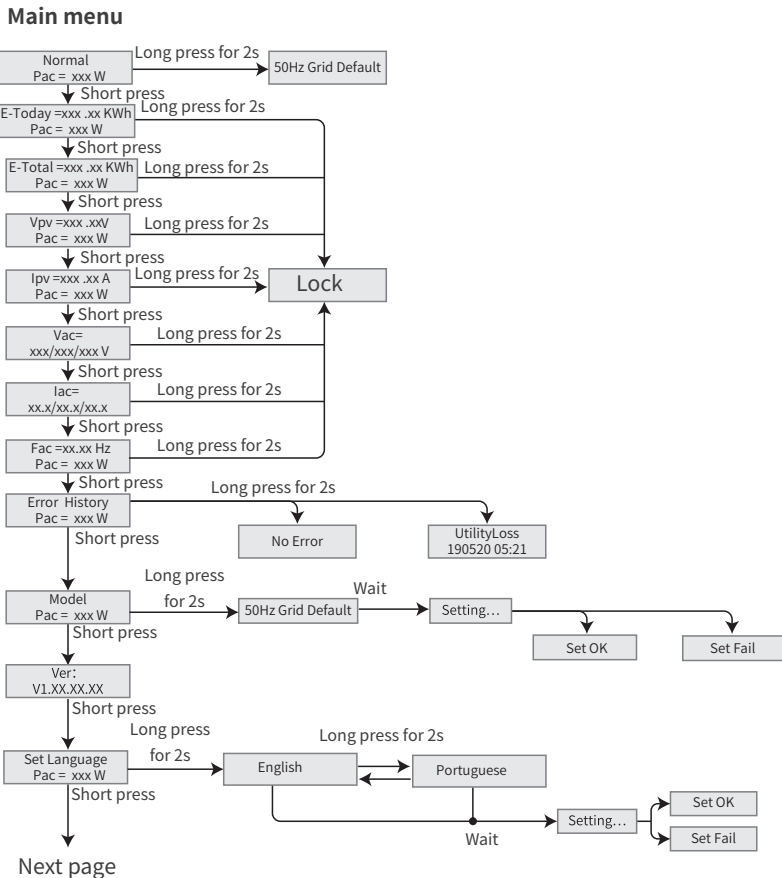 Main menu
Normal
Pac = xxx W
Long press for 2s
50Hz Grid Default
Short press
E-Today =xxx .xx KWh
Pac = xxx W
Long press for 2s
Short press
E-Total =xxx .xx KWh
Pac = xxx W
Long press for 2s
Short press
Vpv =xxx .xxV
Pac = xxx W
Long press for 2s
Short press
Ipv =xxx .xx A
Pac = xxx W
Long press for 2s
Lock
Short press
Vac=
xxx/xxx/xxx V
Long press for 2s
Short press
Iac=
xx.x/xx.x/xx.x
Long press for 2s
Short press
Fac =xx.xx Hz
Pac = xxx W
Long press for 2s
Short press
Error History
Pac = xxx W
Long press for 2s
No Error
UtilityLoss
190520 05:21
Short press
Model
Pac = xxx W
Long press
for 2s
50Hz Grid Default
Wait
Setting...
Set OK
Set Fail
Short press
Ver:
V1.XX.XX.XX
Short press
Set Language
Pac = xxx W
Long press
for 2s
English
Long press for 2s
Portuguese
Wait
Setting...
Set OK
Set Fail
Short press
Next page